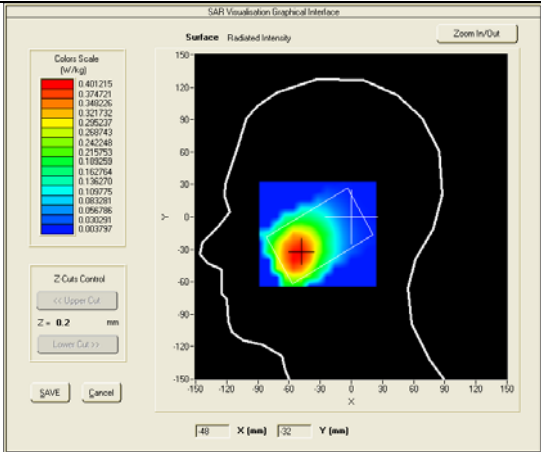 SAR Visualisation Graphical Interface
Surface Radiated Intensity
Zoom In/Out
Colors Scale
(W/kg)
0.401215
0.374721
0.348226
0.321732
0.295237
0.268743
0.242248
0.215753
0.189259
0.162764
0.136270
0.109775
0.083281
0.056786
0.030291
0.003797
Z-Cuts Control
<< Upper Cut
Z = 0.2 mm
Lower Cut >>
SAVE Cancel
150
120
90
60
30
0
-30
-60
-90
-120
-150
Y
-150 -120 -90 -60 -30 0 30 60 90 120 150
X
-48 X (mm) -32 Y (mm)